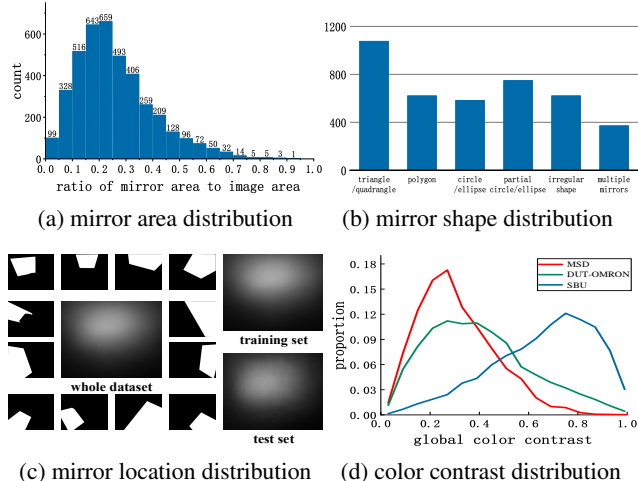 643 659
600
516
493
406
count
400
328
259
209
200
128
99
96
72
50
32
14
5
5
3
1
0
0.0 0.1 0.2 0.3 0.4 0.5 0.6 0.7 0.8 0.9 1.0
ratio of mirror area to image area
(a) mirror area distribution
1200
800
400
0
triangle
/quadrangle
polygon
circle
/ellipse
partial
circle/ellipse
irregular
shape
multiple
mirrors
(b) mirror shape distribution
whole dataset
training set
test set
(c) mirror location distribution
0.18
0.15
0.12
0.09
0.06
0.03
0.00
proportion
MSD
DUT-OMRON
SBU
0.0 0.2 0.4 0.6 0.8 1.0
global color contrast
(d) color contrast distribution